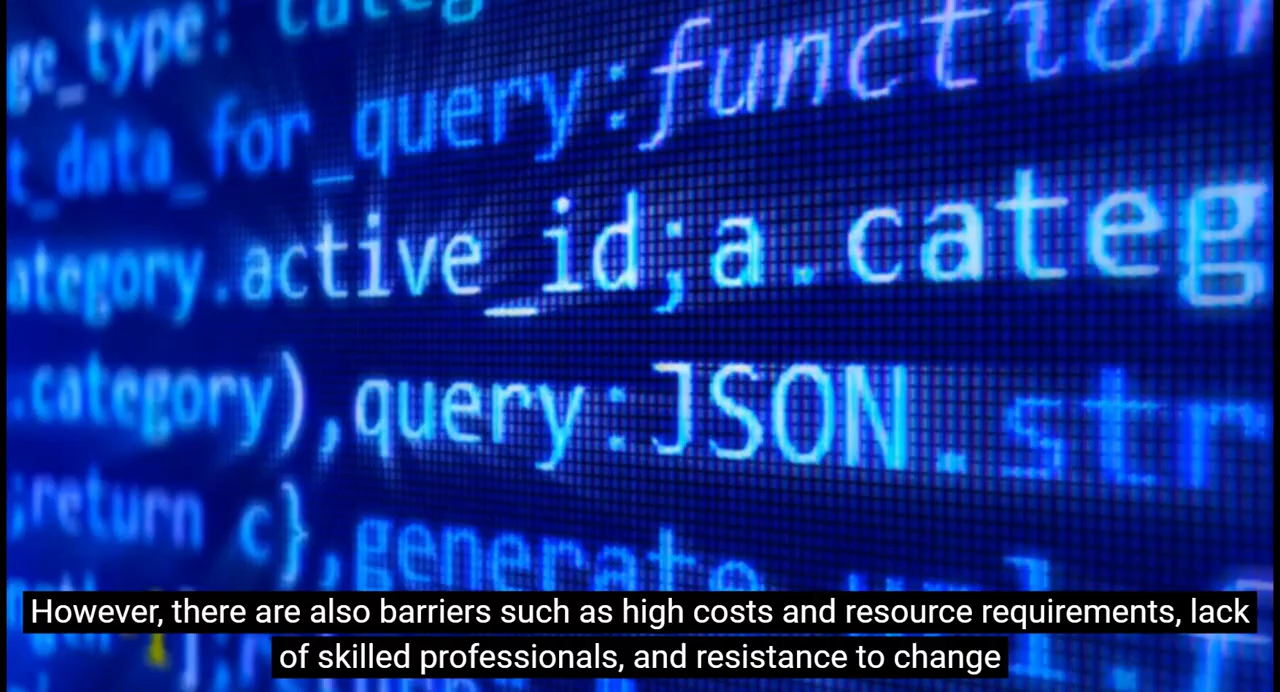 ge_type: categ
t_data_for_query:function
ategory.active_id;a.categ
.category),query:JSON.str
;return c},generate_url:f
However, there are also barriers such as high costs and resource requirements, lack
of skilled professionals, and resistance to change